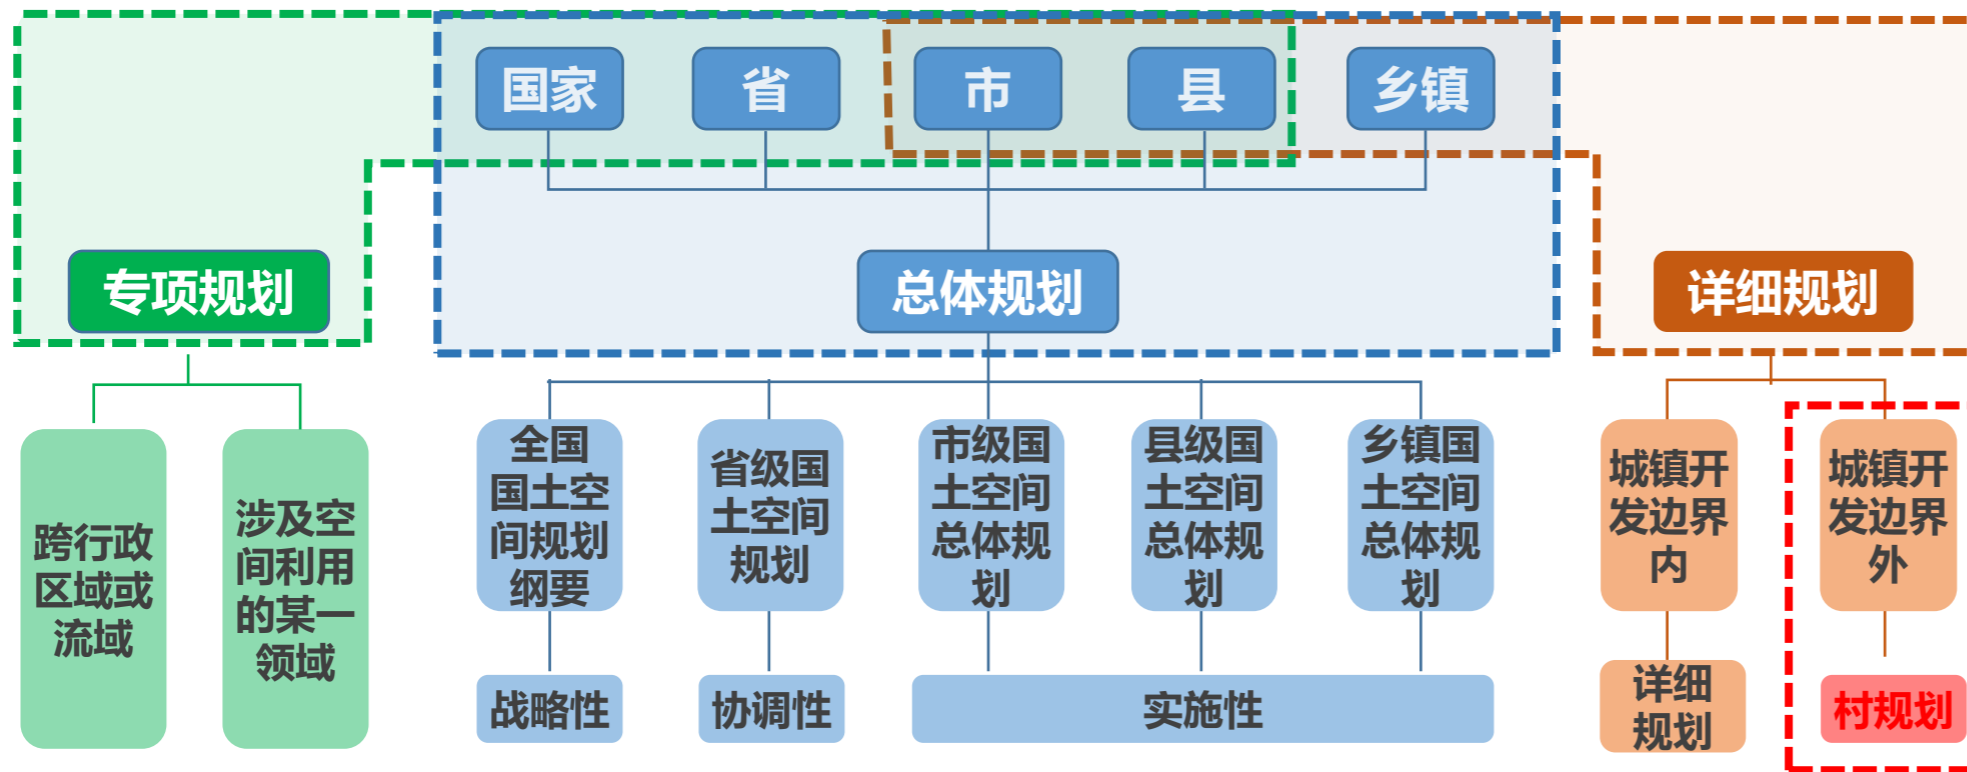 国家
省
市
县
乡镇
专项规划
总体规划
详细规划
跨行政
区域或
流域
涉及空
间利用
的某一
领域
全国
国土空
间规划
纲要
省级国
土空间
规划
市级国
土空间
总体规
划
县级国
土空间
总体规
划
乡镇国
土空间
总体规
划
城镇开
发边界
内
城镇开
发边界
外
战略性
协调性
实施性
详细
规划
村规划